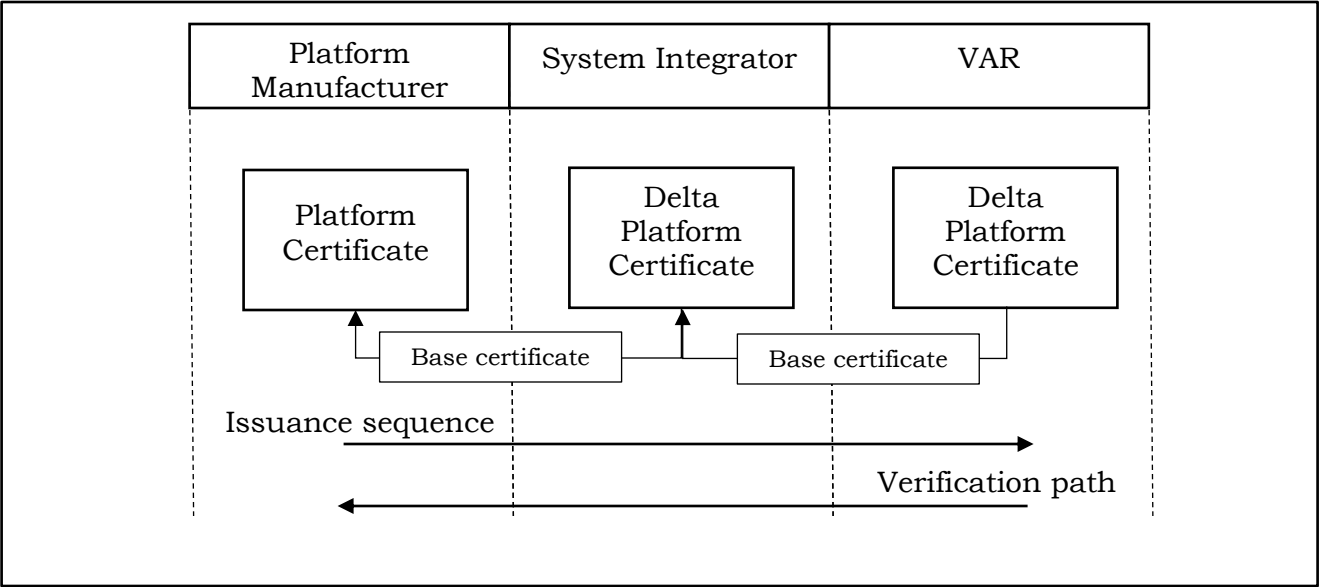 Platform
Manufacturer
System Integrator
VAR
Platform
Certificate
Delta
Platform
Certificate
Delta
Platform
Certificate
Base certificate
Base certificate
Issuance sequence
Verification path